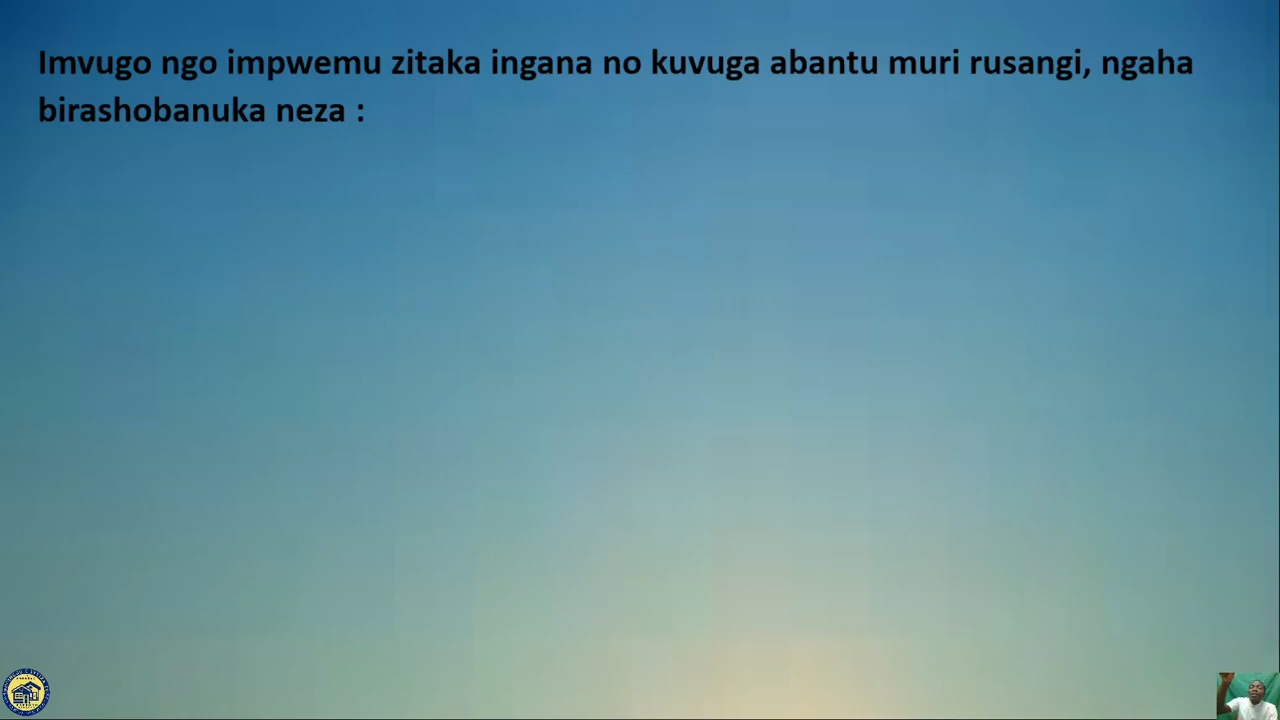 Imvugo ngo impwemu zitaka ingana no kuvuga abantu muri rusangi, ngaha
birashobanuka neza :